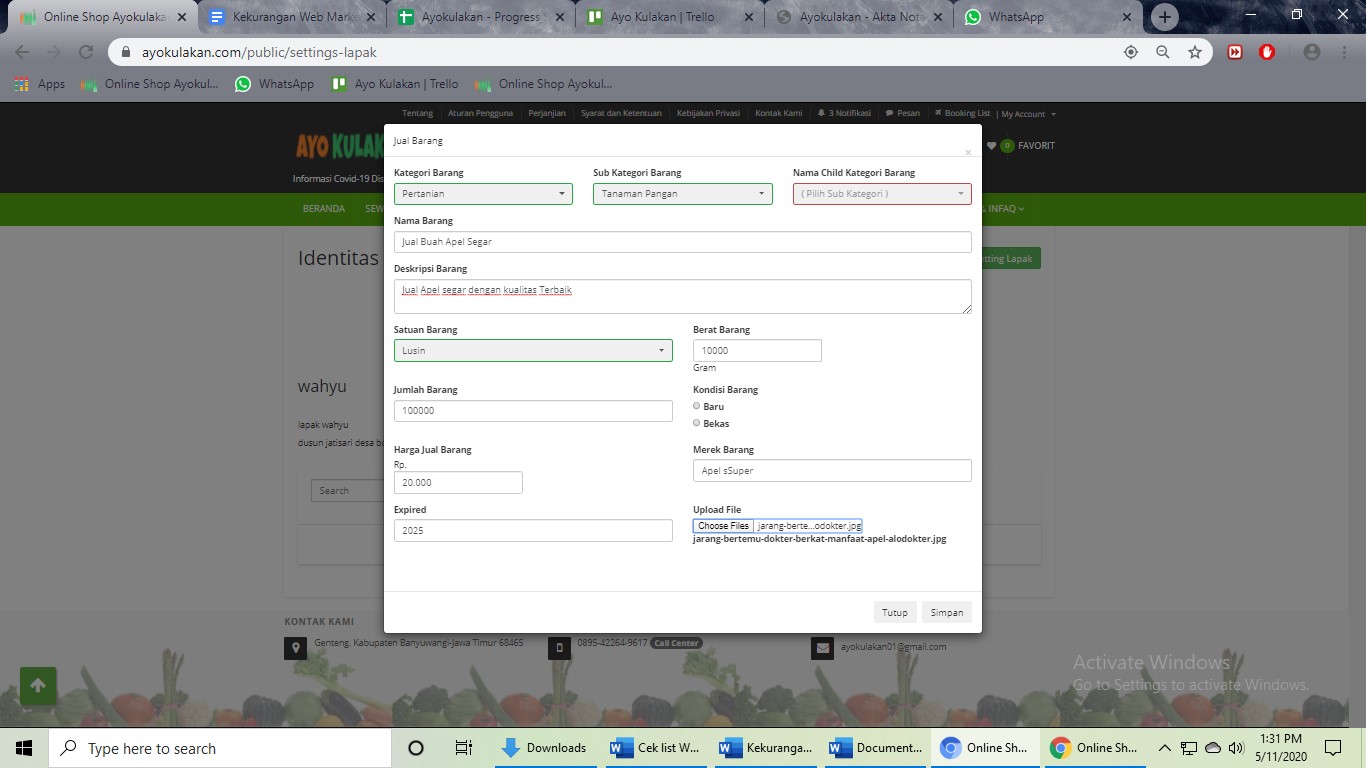 Online Shop Ayokulaka
Kekurangan Web Mark
Ayokulakan - Progress
Ayo Kulakan | Trello
Ayokulakan - Akta Nota
WhatsApp
ayokulakan.com/public/settings-lapak
Apps
Online Shop Ayokul...
WhatsApp
Ayo Kulakan | Trello
Online Shop Ayokul...
Tentang
Aturan Pengguna
Perjanjian
Syarat dan Ketentuan
Kebijakan Privasi
Kontak Kami
3 Notifikasi
Pesan
Booking List
| My Account
AYO KULAK
0 FAVORIT
Informasi Covid-19 Dis
BERANDA
SEW
& INFAQ
Identitas
etting Lapak
Jual Barang
×
Kategori Barang
Sub Kategori Barang
Nama Child Kategori Barang
Pertanian
Tanaman Pangan
( Pilih Sub Kategori )
Nama Barang
Jual Buah Apel Segar
Deskripsi Barang
Jual Apel segar dengan kualitas Terbaik
Satuan Barang
Berat Barang
Lusin
10000
Gram
wahyu
Jumlah Barang
Kondisi Barang
100000
Baru
Bekas
lapak wahyu
dusun jatisari desa b
Harga Jual Barang
Merek Barang
Rp.
20.000
Apel sSuper
Search
Expired
Upload File
2025
Choose Files jarang-berte...odokter.jpg
jarang-bertemu-dokter-berkat-manfaat-apel-alodokter.jpg
Tutup
Simpan
KONTAK KAMI
Genteng, Kabupaten Banyuwangi-Jawa Timur 68465
0895-42264-9617 Call Center
ayokulakan01@gmail.com
Activate Windows
Go to Settings to activate Windows.
Type here to search
Downloads
Cek list W...
Kekuranga...
Document...
Online Sh...
Online Sh...
1:31 PM
5/11/2020